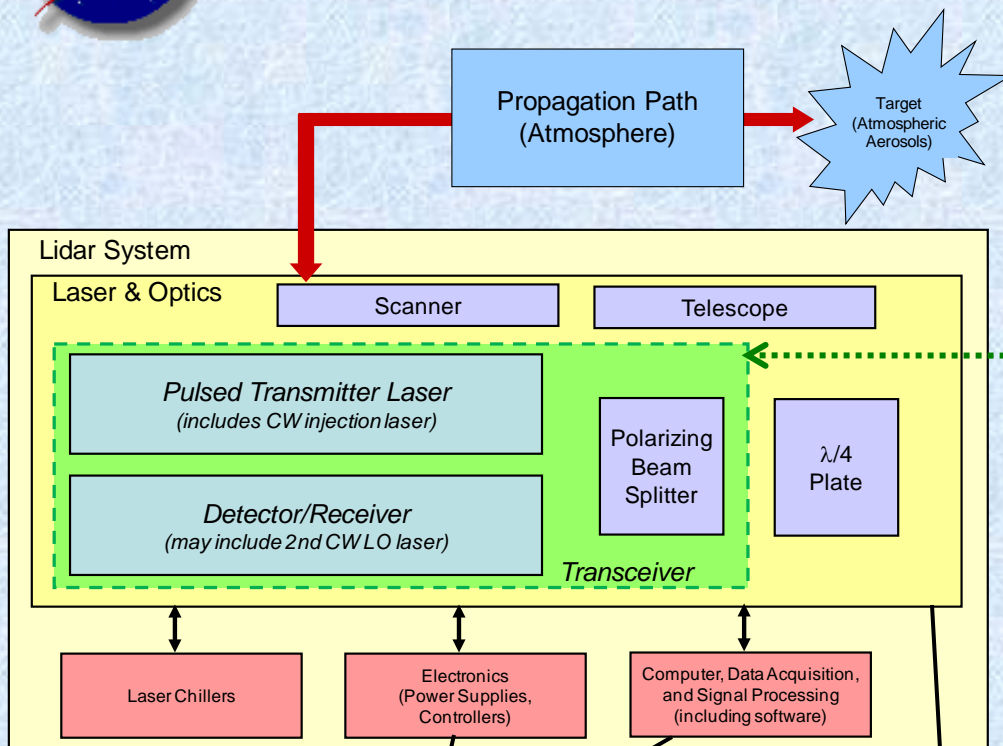 Propagation Path
(Atmosphere)
Target
(Atmospheric
Aerosols)
Lidar System
Laser & Optics
Scanner
Telescope
Pulsed Transmitter Laser
(includes CW injection laser)
Polarizing
Beam
Splitter
λ/4
Plate
Detector/Receiver
(may include 2nd CW LO laser)
Transceiver
Laser Chillers
Electronics
(Power Supplies,
Controllers)
Computer, Data Acquisition,
and Signal Processing
(including software)